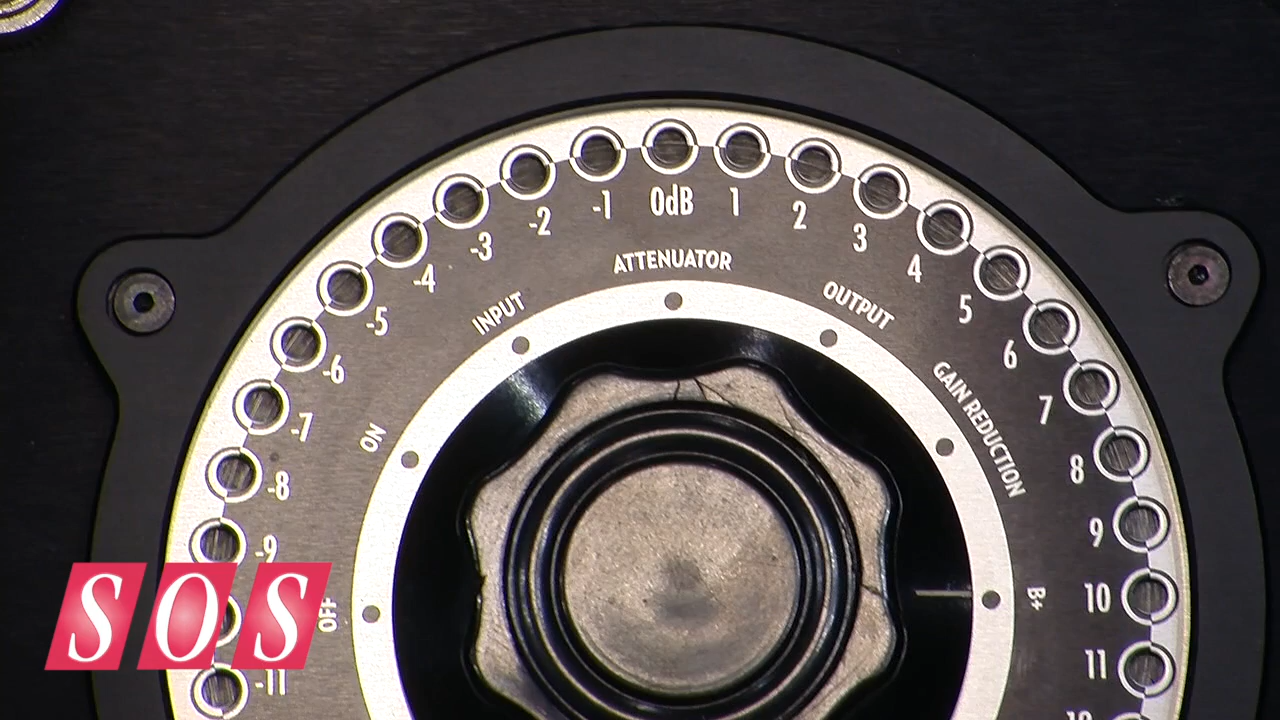 0dB
-1
1
-2
2
-3
3
-4
4
-5
5
-6
6
-7
7
-8
8
-9
9
10
-11
11
ATTENUATOR
INPUT
OUTPUT
GAIN REDUCTION
ON
OFF
B+
SOS